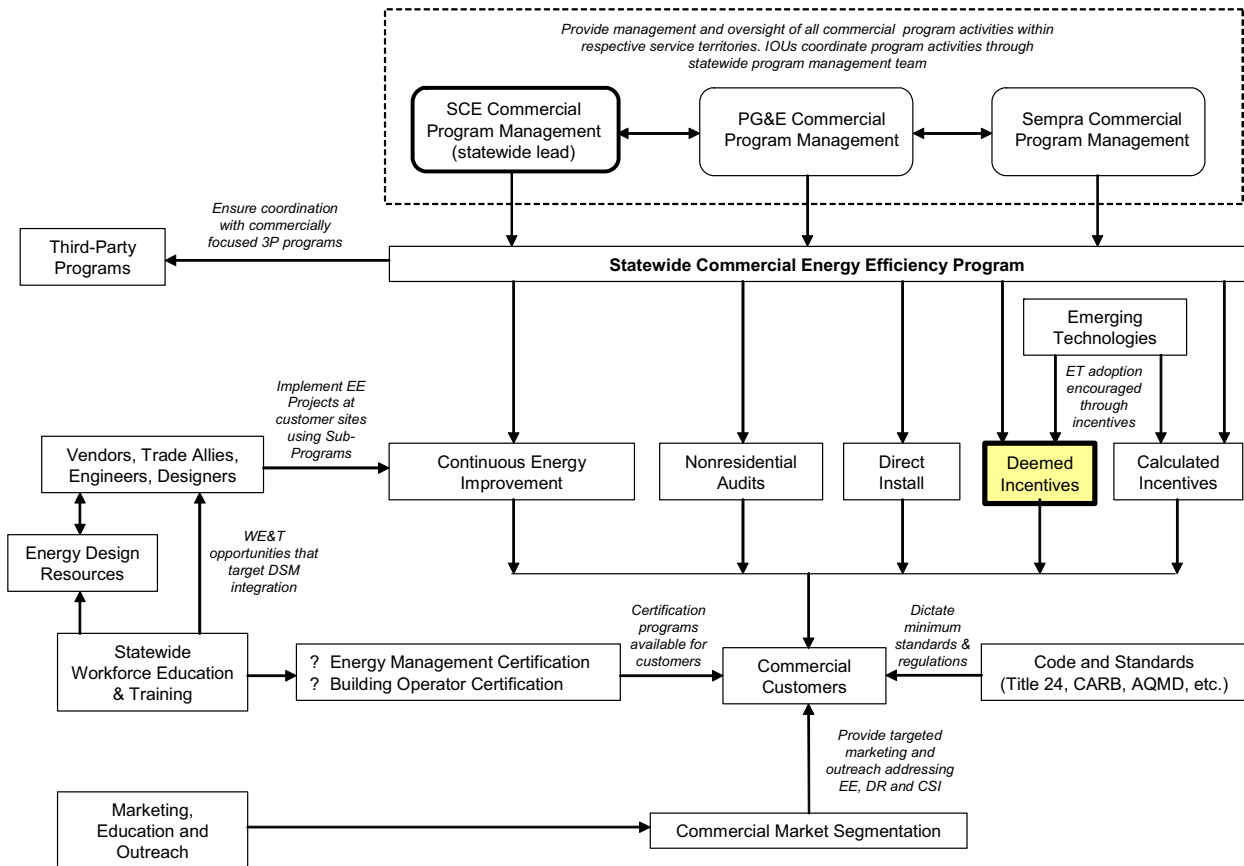 Provide management and oversight of all commercial program activities within
respective service territories. IOUs coordinate program activities through
statewide program management team
SCE Commercial
Program Management
(statewide lead)
PG&E Commercial
Program Management
Sempra Commercial
Program Management
Ensure coordination
with commercially
focused 3P programs
Third-Party
Programs
Statewide Commercial Energy Efficiency Program
Emerging
Technologies
ET adoption
encouraged
through
incentives
Implement EE
Projects at
customer sites
using Sub-
Programs
Vendors, Trade Allies,
Engineers, Designers
Continuous Energy
Improvement
Nonresidential
Audits
Direct
Install
Deemed
Incentives
Calculated
Incentives
Energy Design
Resources
WE&T
opportunities that
target DSM
integration
Certification
programs
available for
customers
Dictate
minimum
standards &
regulations
Statewide
Workforce Education
& Training
? Energy Management Certification
? Building Operator Certification
Commercial
Customers
Code and Standards
(Title 24, CARB, AQMD, etc.)
Provide targeted
marketing and
outreach addressing
EE, DR and CSI
Marketing,
Education and
Outreach
Commercial Market Segmentation